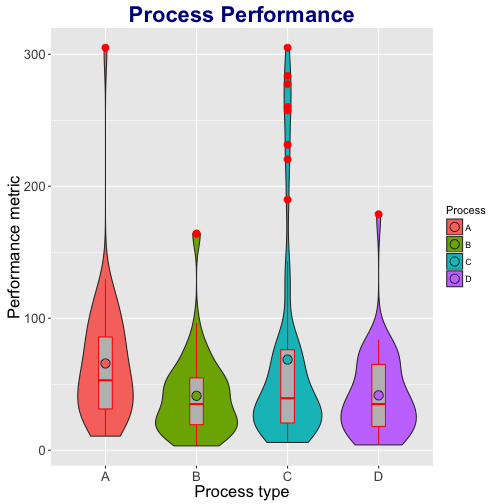 Process Performance
Performance metric
300
200
100
0
A
B
C
D
Process type
Process
A
B
C
D